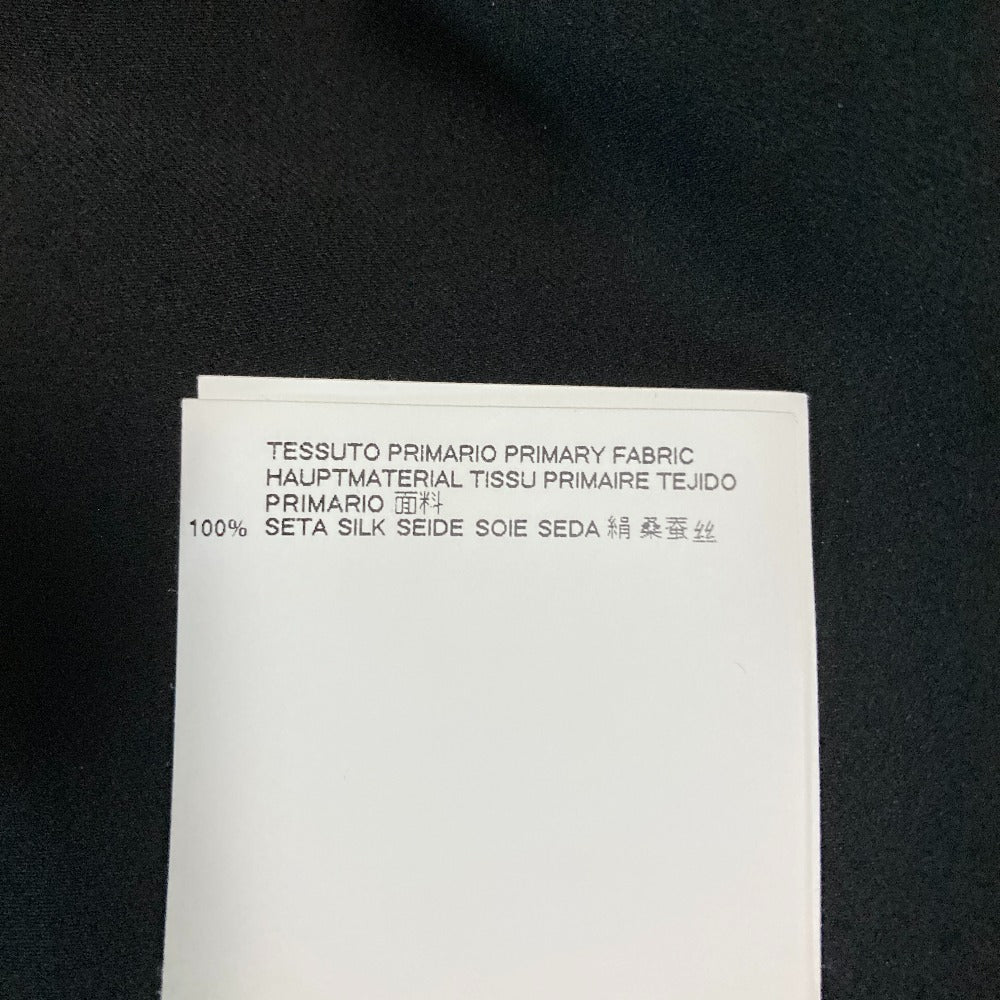 TESSUTO PRIMARIO PRIMARY FABRIC
HAUPTMATERIAL TISSU PRIMAIRE TEJIDO
PRIMARIO 面料
100% SETA SILK SEIDE SOIE SEDA 絹 桑蚕丝